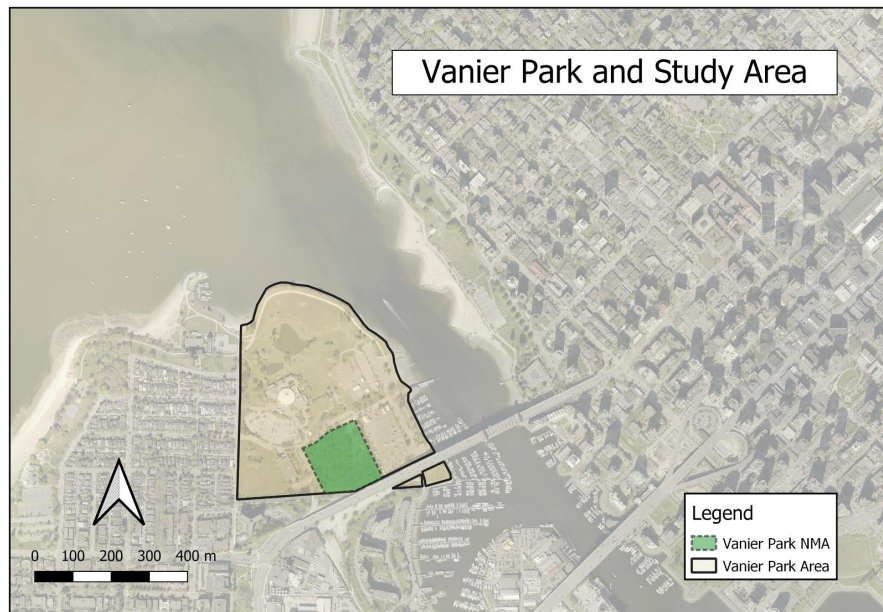 Vanier Park and Study Area
0 100 200 300 400 m
Legend
Vanier Park NMA
Vanier Park Area